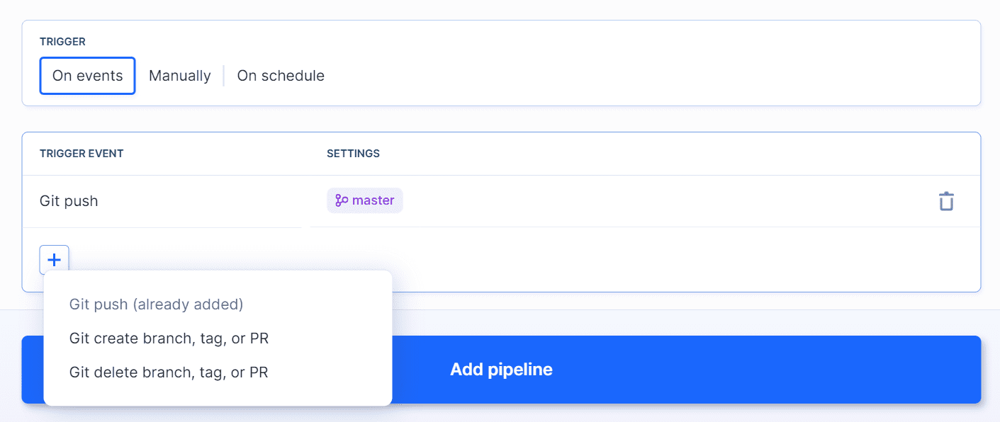 TRIGGER
On events Manually On schedule
TRIGGER EVENT SETTINGS
Git push master
Git push (already added)
Git create branch, tag, or PR
Git delete branch, tag, or PR
Add pipeline